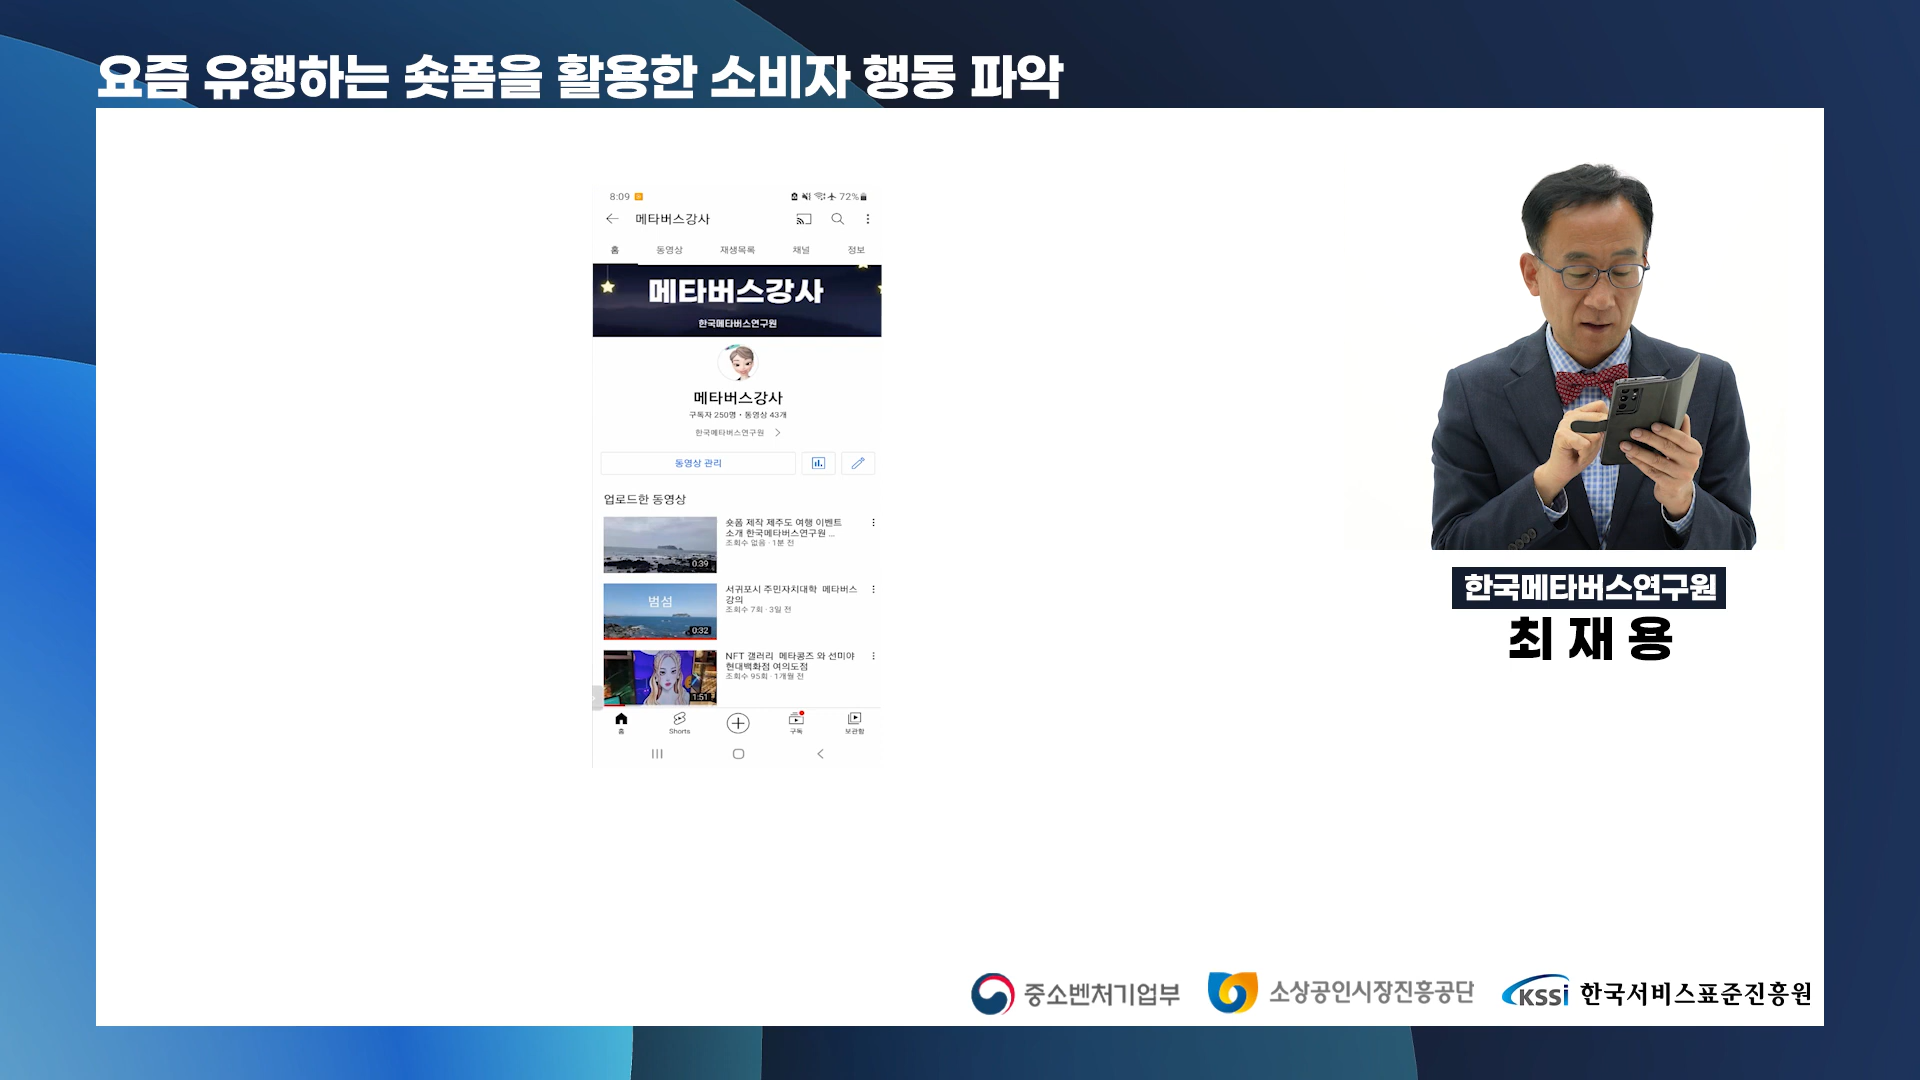 요즘 유행하는 숏폼을 활용한 소비자 행동 파악
8:09
72%
메타버스강사
홈 동영상 재생목록 채널 정보
메타버스강사
한국메타버스연구원
메타버스강사
구독자 250명 • 동영상 43개
한국메타버스연구원
동영상 관리
업로드한 동영상
숏폼 제작 제주도 여행 이벤트
소개 한국메타버스연구원 ...
조회수 없음 · 1분 전
0:39
서귀포시 주민자치대학 메타버스
강의
조회수 7회 · 3일 전
범섬
0:32
NFT 갤러리 메타콩즈 와 선미야
현대백화점 여의도점
조회수 95회 · 1개월 전
1:51
홈 Shorts 구독 보관함
한국메타버스연구원
최재용
중소벤처기업부 소상공인시장진흥공단 KSSi 한국서비스표준진흥원